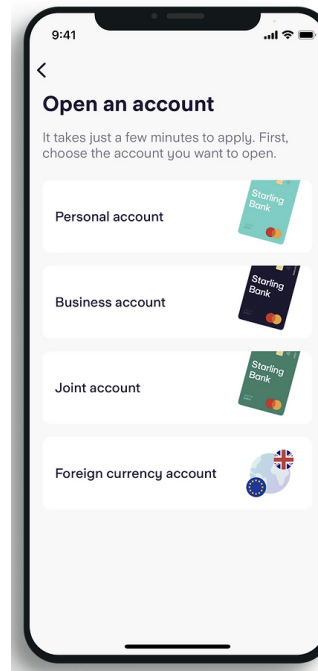 9:41
Open an account
It takes just a few minutes to apply. First,
choose the account you want to open.
Personal account
Starling
Bank
Business account
Starling
Bank
Joint account
Starling
Bank
Foreign currency account